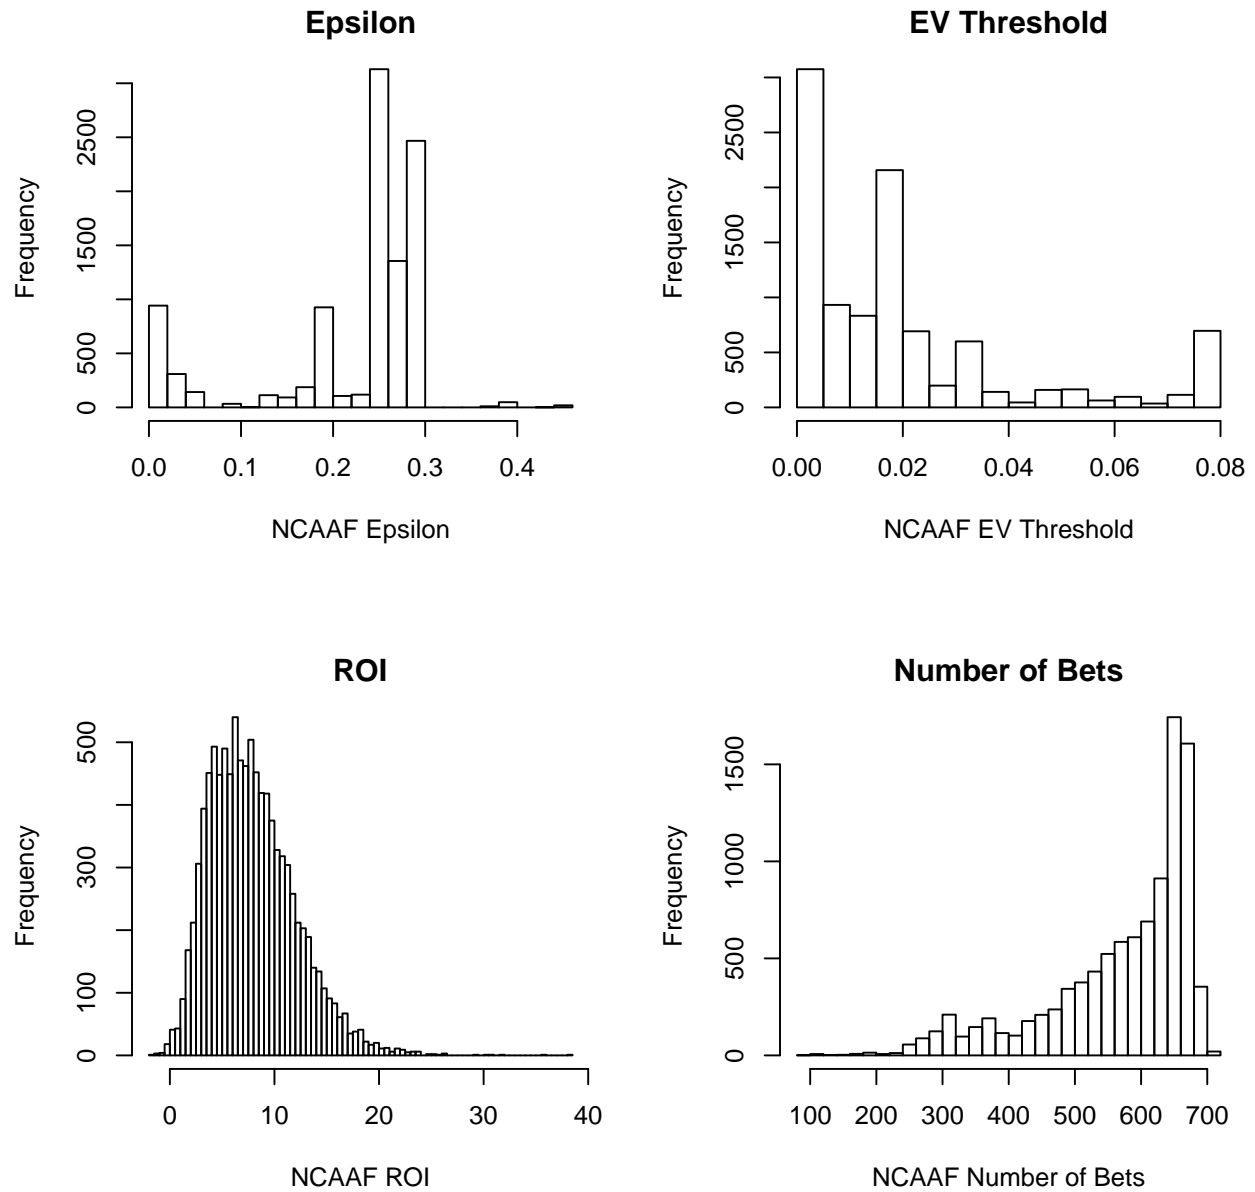 Epsilon
Frequency
0
500
1500
2500
0.0 0.1 0.2 0.3 0.4
NCAAF Epsilon
EV Threshold
Frequency
0
500
1500
2500
0.00 0.02 0.04 0.06 0.08
NCAAF EV Threshold
ROI
Frequency
0
100
300
500
0 10 20 30 40
NCAAF ROI
Number of Bets
Frequency
0
500
1000
1500
100 200 300 400 500 600 700
NCAAF Number of Bets